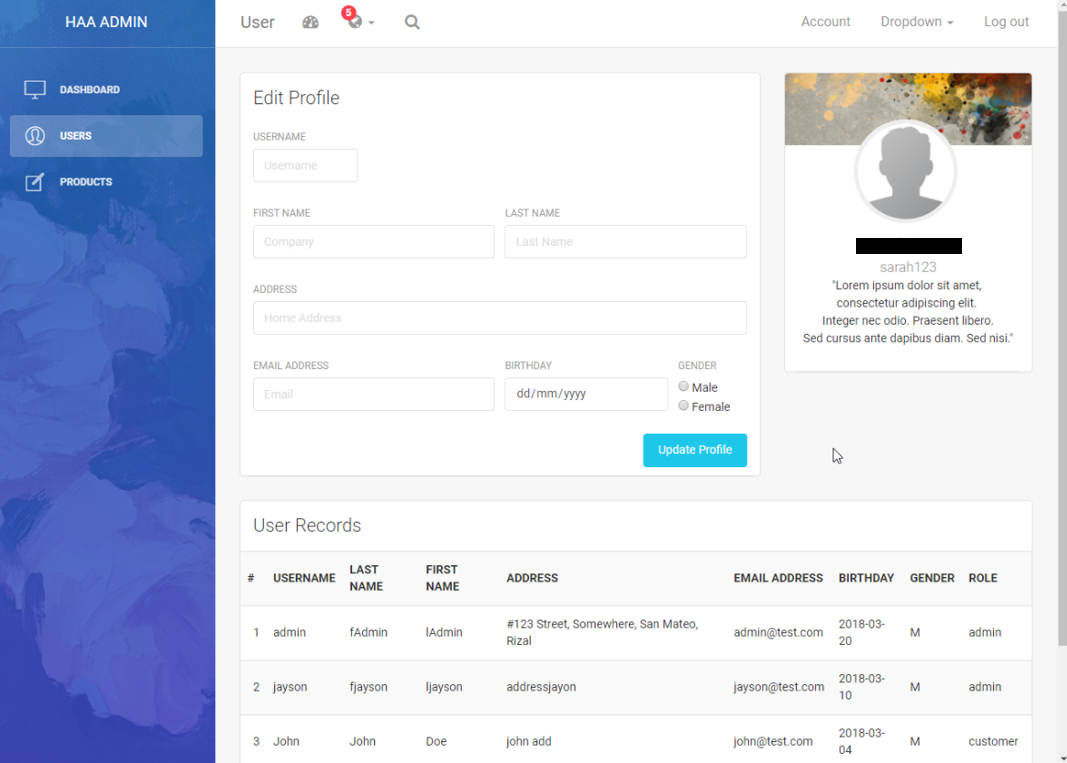 HAA ADMIN
DASHBOARD
USERS
PRODUCTS
User 5 Account Dropdown Log out
Edit Profile
USERNAME
Username
FIRST NAME LAST NAME
Company Last Name
ADDRESS
Home Address
EMAIL ADDRESS BIRTHDAY GENDER
Email dd/mm/yyyy Male
Female
Update Profile
sarah123
"Lorem ipsum dolor sit amet,
consectetur adipiscing elit.
Integer nec odio. Praesent libero.
Sed cursus ante dapibus diam. Sed nisi."
User Records
# USERNAME LAST NAME FIRST NAME ADDRESS EMAIL ADDRESS BIRTHDAY GENDER ROLE
1 admin fAdmin lAdmin #123 Street, Somewhere, San Mateo, Rizal admin@test.com 2018-03-20 M admin
2 jayson fjayson ljayson addressjayon jayson@test.com 2018-03-10 M admin
3 John John Doe john add john@test.com 2018-03-04 M customer